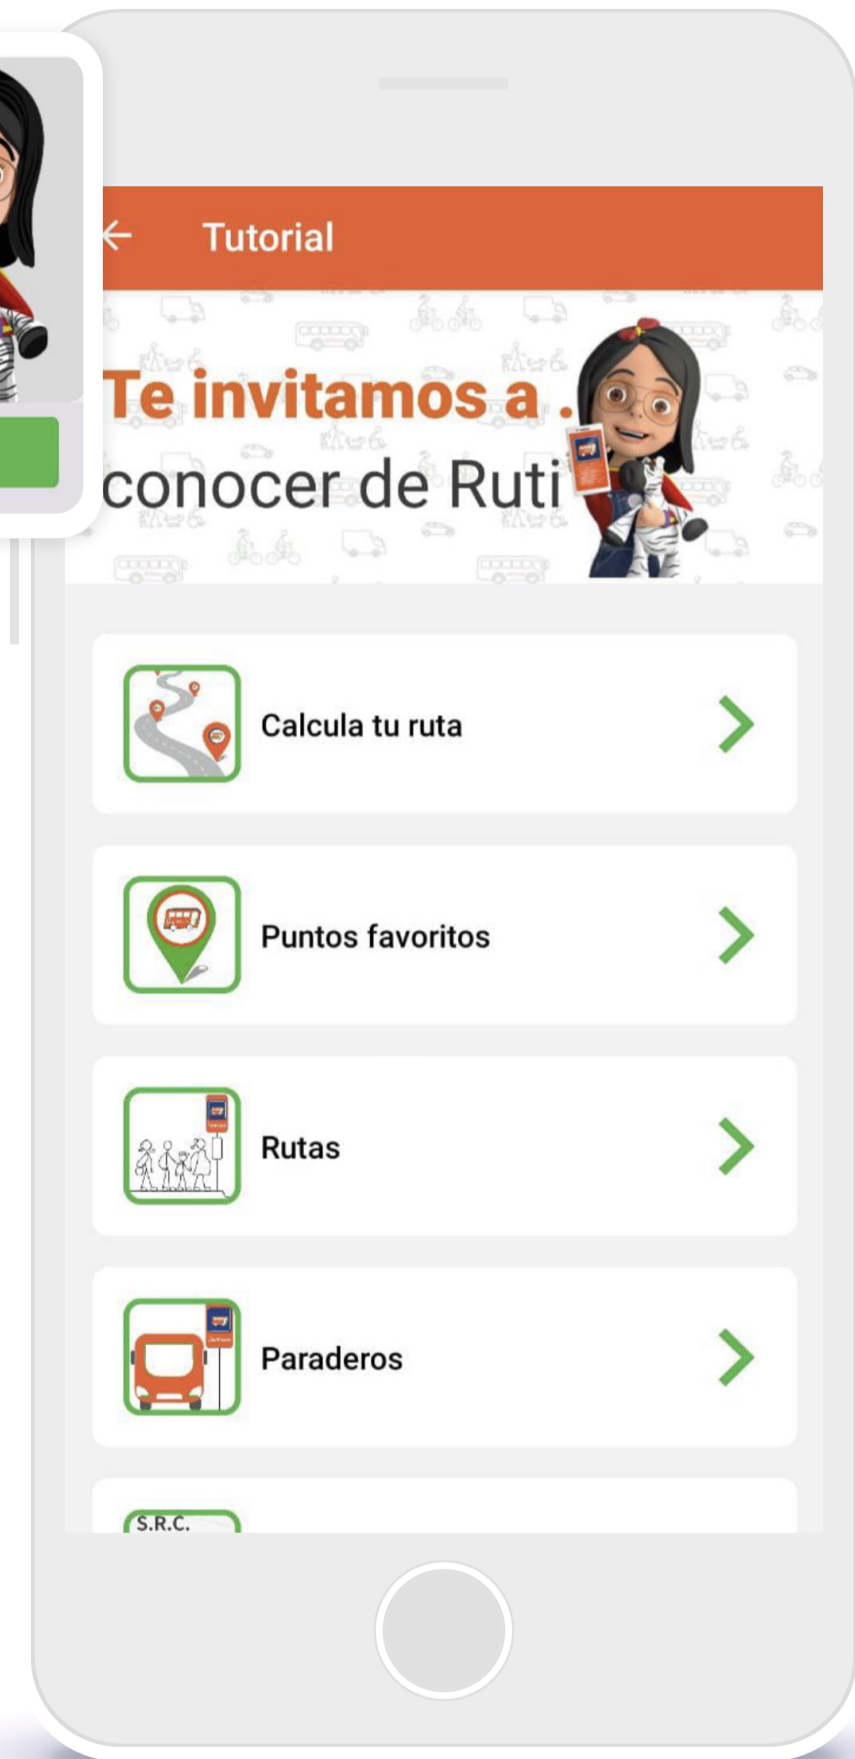 Tutorial
Te invitamos a .
conocer de Ruti
Calcula tu ruta
Puntos favoritos
Rutas
Paraderos
S.R.C.